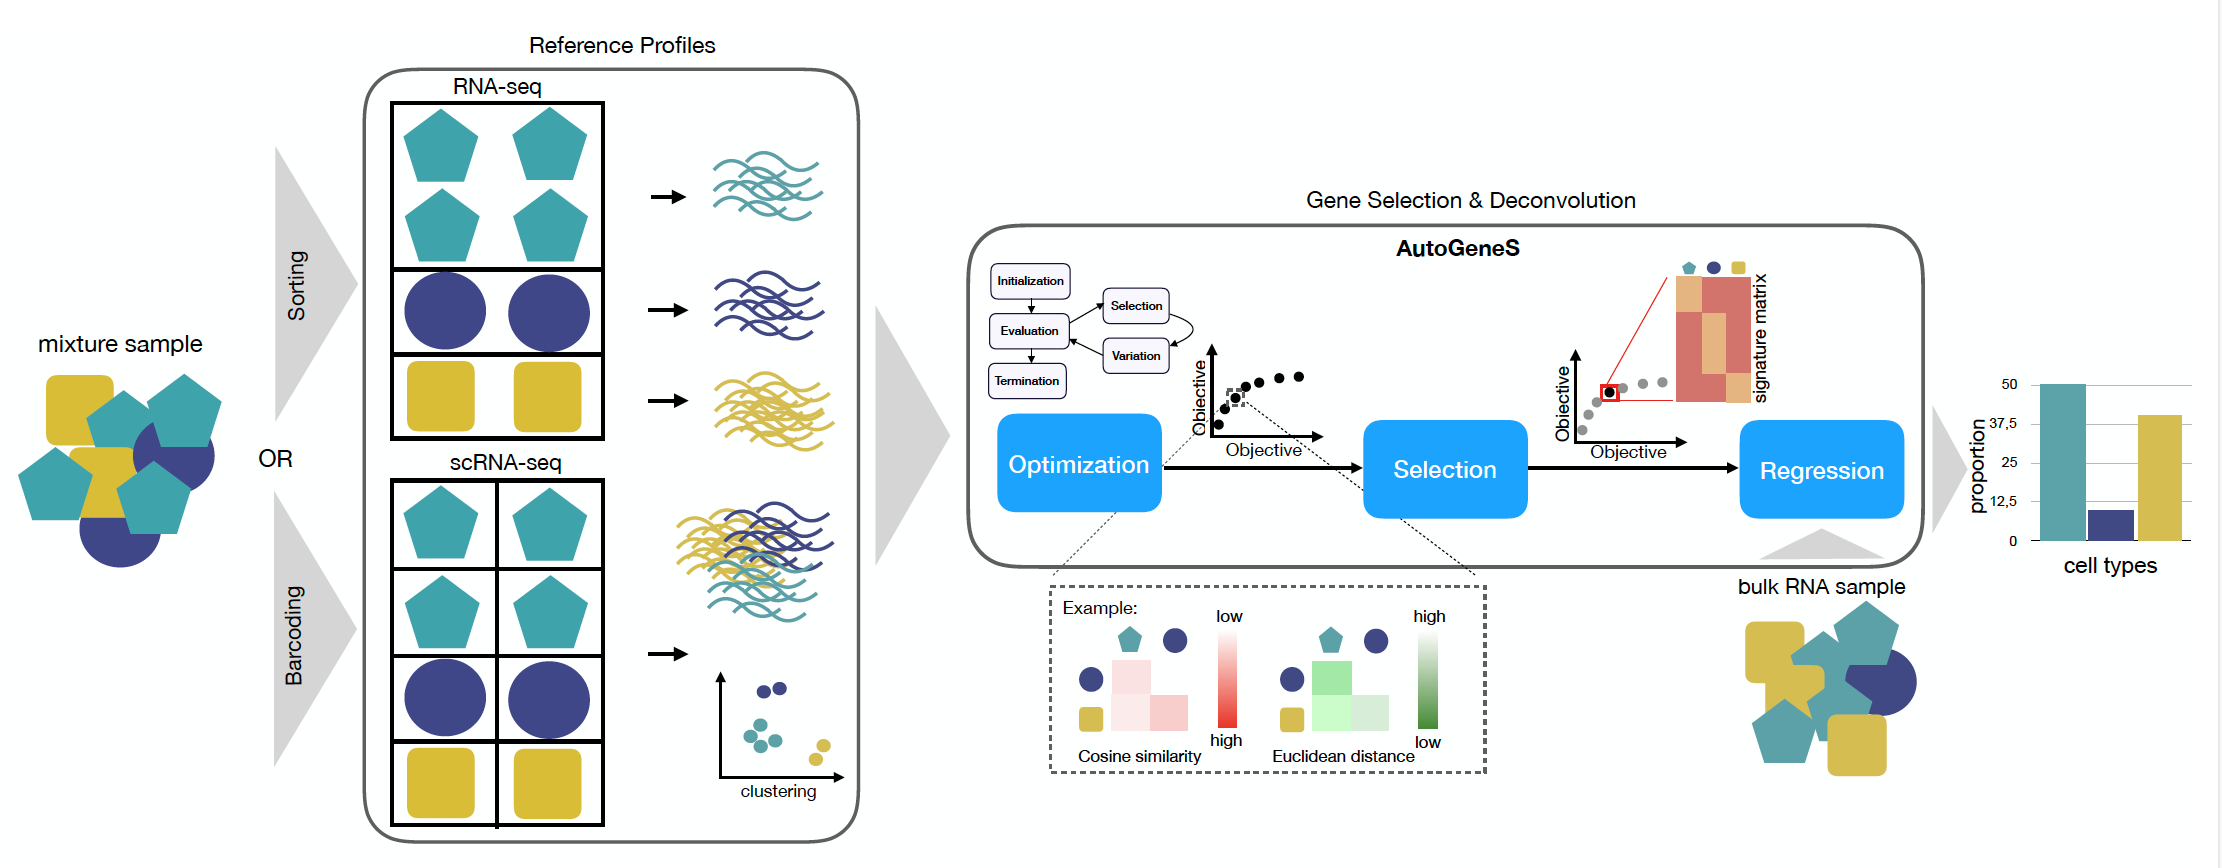 Reference Profiles
RNA-seq
Sorting
mixture sample
OR
scRNA-seq
Barcoding
clustering
Gene Selection & Deconvolution
AutoGeneS
Initialization
Evaluation
Termination
Selection
Variation
Objective
Objective
Optimization
Selection
Objective
Objective
signature matrix
Regression
Example:
low
high
Cosine similarity
high
low
Euclidean distance
bulk RNA sample
proportion
50
37,5
25
12,5
0
cell types